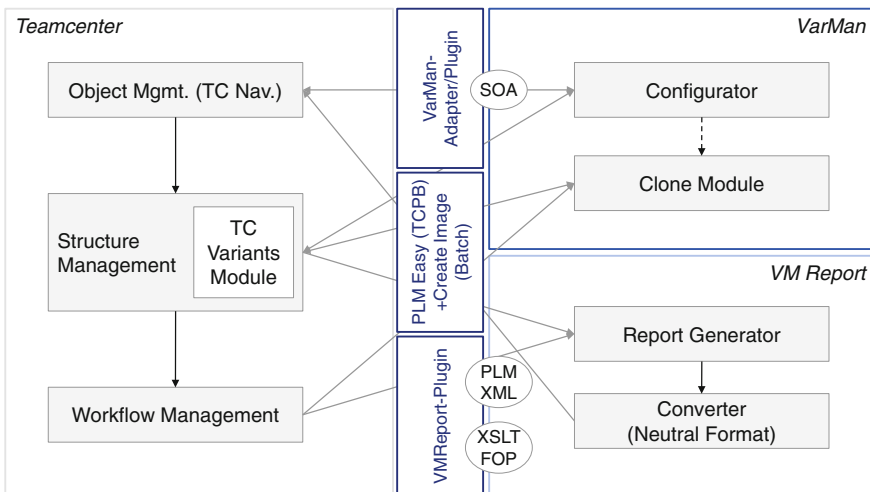 Teamcenter
Object Mgmt. (TC Nav.)
Structure
Management
TC
Variants
Module
Workflow Management
VarMan-
Adapter/Plugin
SOA
PLM Easy (TCPB)
+Create Image
(Batch)
VMReport-Plugin
PLM
XML
XSLT
FOP
VarMan
Configurator
Clone Module
VM Report
Report Generator
Converter
(Neutral Format)